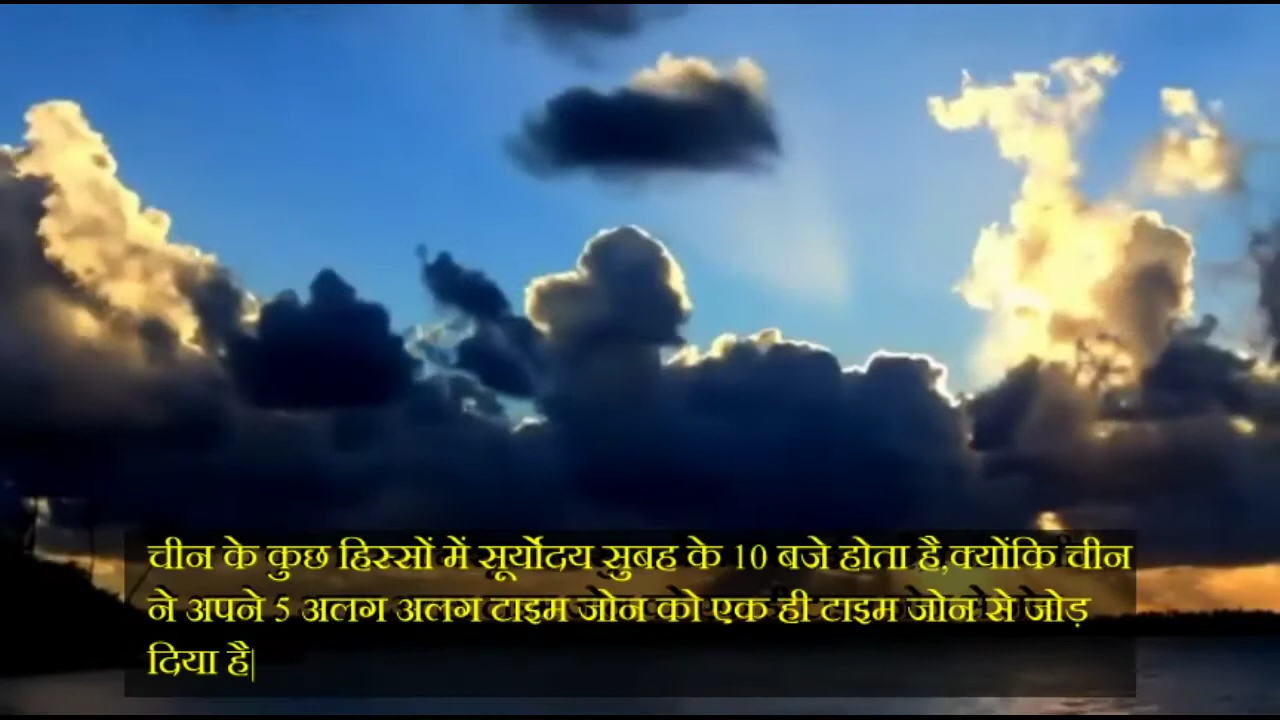 चीन के कुछ हिस्सों में सूर्योदय सुबह के 10 बजे होता है,क्योंकि चीन
ने अपने 5 अलग अलग टाइम जोन को एक ही टाइम जोन से जोड़
दिया है|